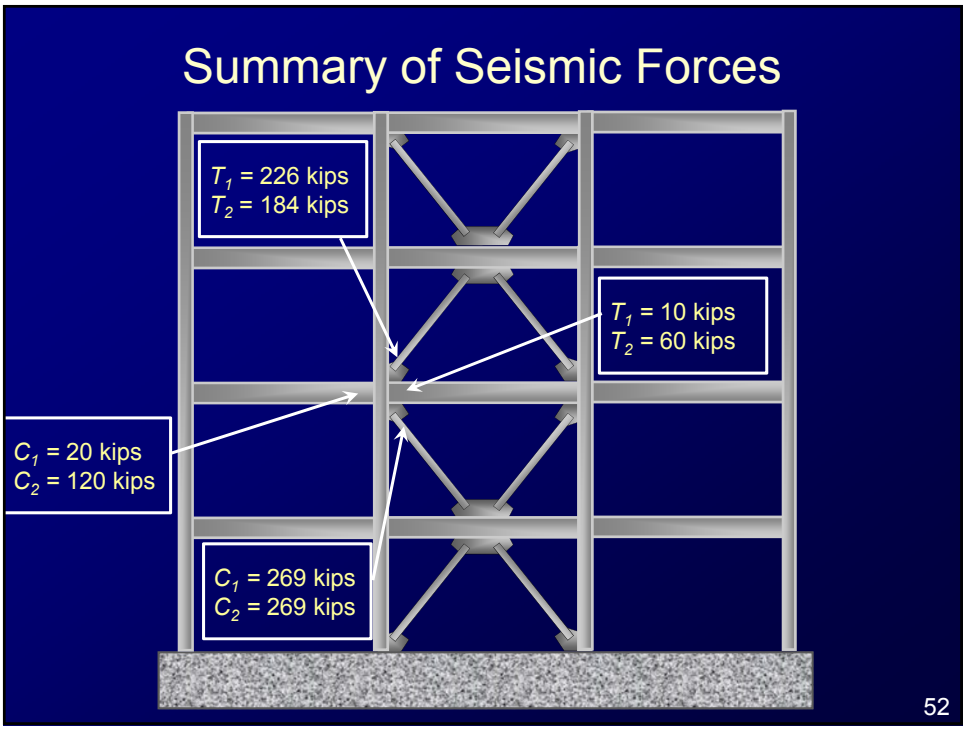 Summary of Seismic Forces
T₁ = 226 kips
T₂ = 184 kips
T₁ = 10 kips
T₂ = 60 kips
C₁ = 20 kips
C₂ = 120 kips
C₁ = 269 kips
C₂ = 269 kips
52